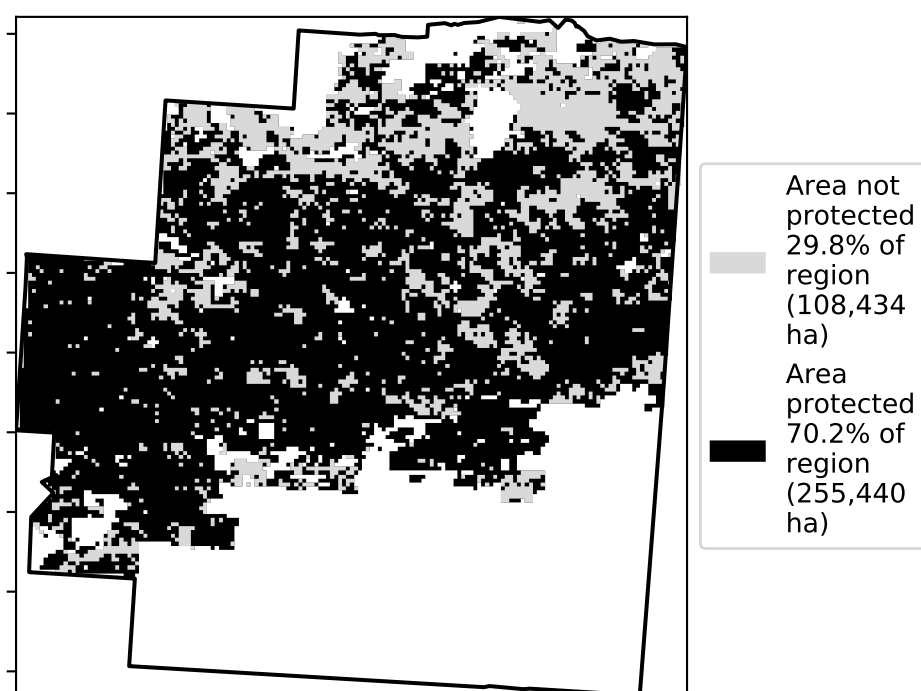 Area not
protected
29.8% of
region
(108,434
ha)
Area
protected
70.2% of
region
(255,440
ha)